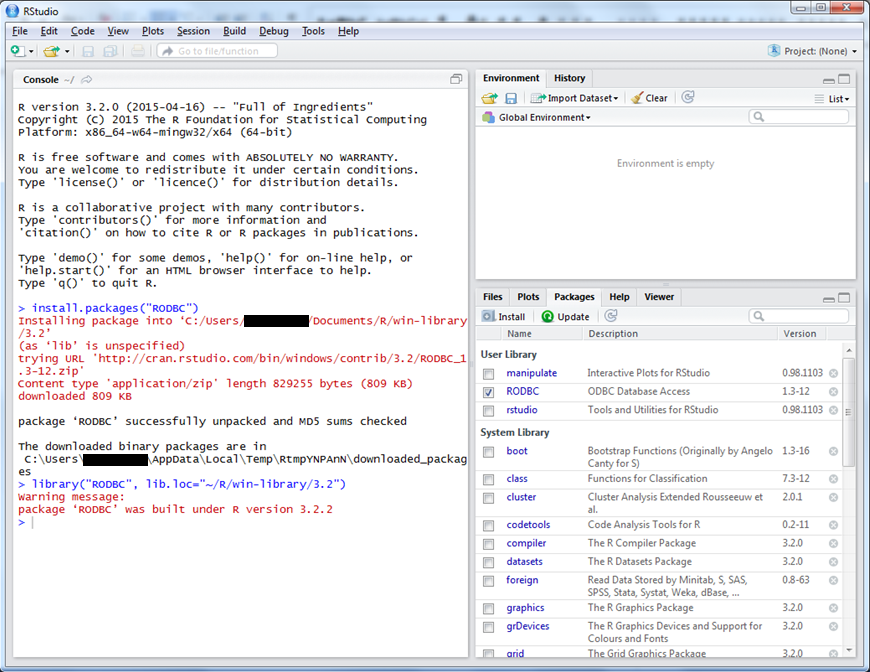 RStudio
File Edit Code View Plots Session Build Debug Tools Help
Go to file/function
Project: (None)
Console ~/
R version 3.2.0 (2015-04-16) -- "Full of Ingredients"
Copyright (C) 2015 The R Foundation for Statistical Computing
Platform: x86_64-w64-mingw32/x64 (64-bit)
R is free software and comes with ABSOLUTELY NO WARRANTY.
You are welcome to redistribute it under certain conditions.
Type 'license()' or 'licence()' for distribution details.
R is a collaborative project with many contributors.
Type 'contributors()' for more information and
'citation()' on how to cite R or R packages in publications.
Type 'demo()' for some demos, 'help()' for on-line help, or
'help.start()' for an HTML browser interface to help.
Type 'q()' to quit R.
> install.packages("RODBC")
Installing package into ‘C:/Users/ /Documents/R/win-library
/3.2’
(as ‘lib’ is unspecified)
trying URL 'http://cran.rstudio.com/bin/windows/contrib/3.2/RODBC_1
.3-12.zip'
Content type 'application/zip' length 829255 bytes (809 KB)
downloaded 809 KB
package ‘RODBC’ successfully unpacked and MD5 sums checked
The downloaded binary packages are in
C:\Users\ \AppData\Local\Temp\RtmpYNPAnN\downloaded_packag
es
> library("RODBC", lib.loc="~/R/win-library/3.2")
Warning message:
package ‘RODBC’ was built under R version 3.2.2
>
Environment History
Import Dataset Clear List
Global Environment
Environment is empty
Files Plots Packages Help Viewer
Install Update
Name Description Version
User Library
manipulate Interactive Plots for RStudio 0.98.1103
RODBC ODBC Database Access 1.3-12
rstudio Tools and Utilities for RStudio 0.98.1103
System Library
boot Bootstrap Functions (Originally by Angelo 1.3-16
Canty for S)
class Functions for Classification 7.3-12
cluster Cluster Analysis Extended Rousseeuw et 2.0.1
al.
codetools Code Analysis Tools for R 0.2-11
compiler The R Compiler Package 3.2.0
datasets The R Datasets Package 3.2.0
foreign Read Data Stored by Minitab, S, SAS, 0.8-63
SPSS, Stata, Systat, Weka, dBase, ...
graphics The R Graphics Package 3.2.0
grDevices The R Graphics Devices and Support for 3.2.0
Colours and Fonts
grid The Grid Graphics Package 3.2.0